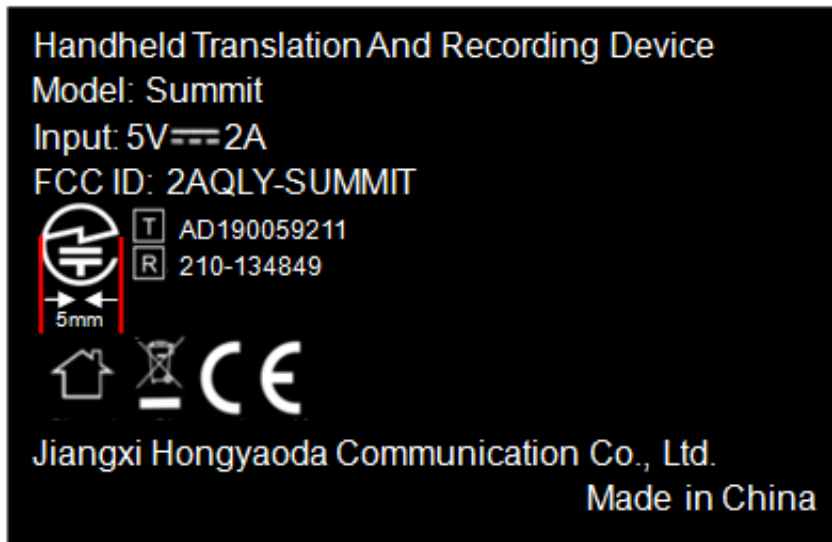 Handheld Translation And Recording Device
Model: Summit
Input: 5V⎓2A
FCC ID: 2AQLY-SUMMIT
T AD190059211
R 210-134849
5mm
CE
Jiangxi Hongyaoda Communication Co., Ltd.
Made in China